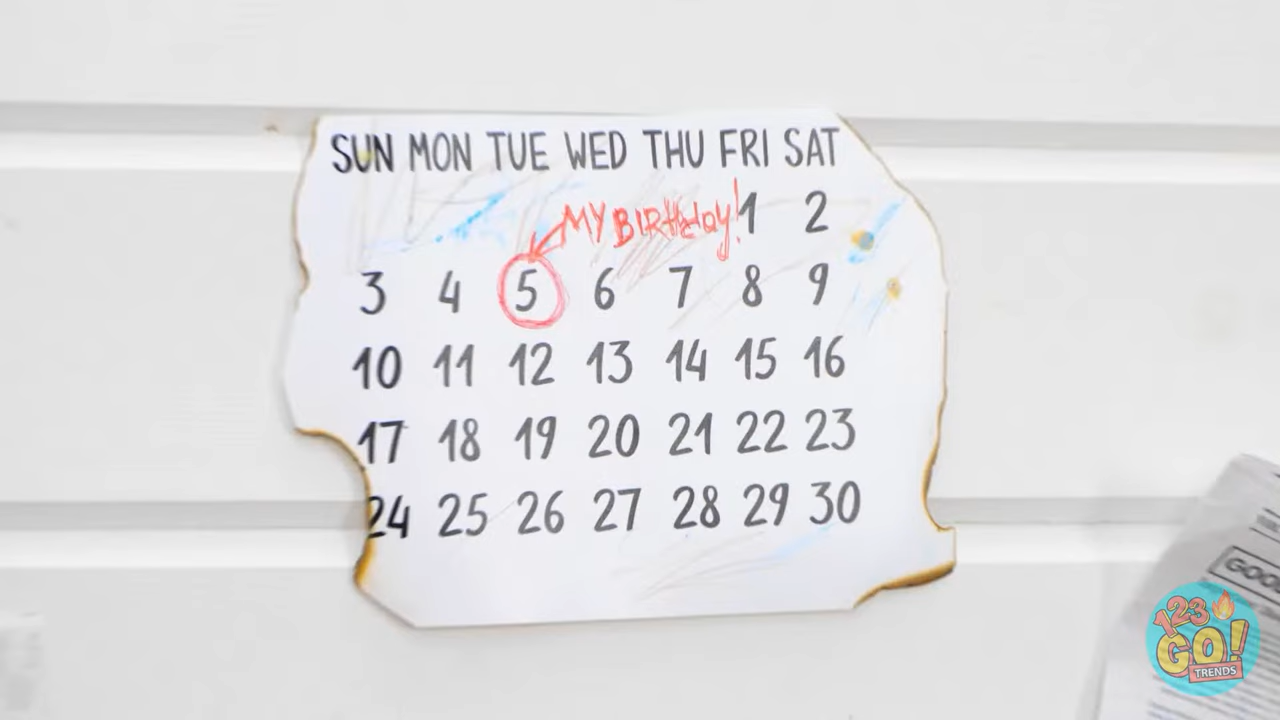 SUN MON TUE WED THU FRI SAT
MY BIRTHday! 1 2
3 4 5 6 7 8 9
10 11 12 13 14 15 16
17 18 19 20 21 22 23
24 25 26 27 28 29 30
123
GO!
TRENDS